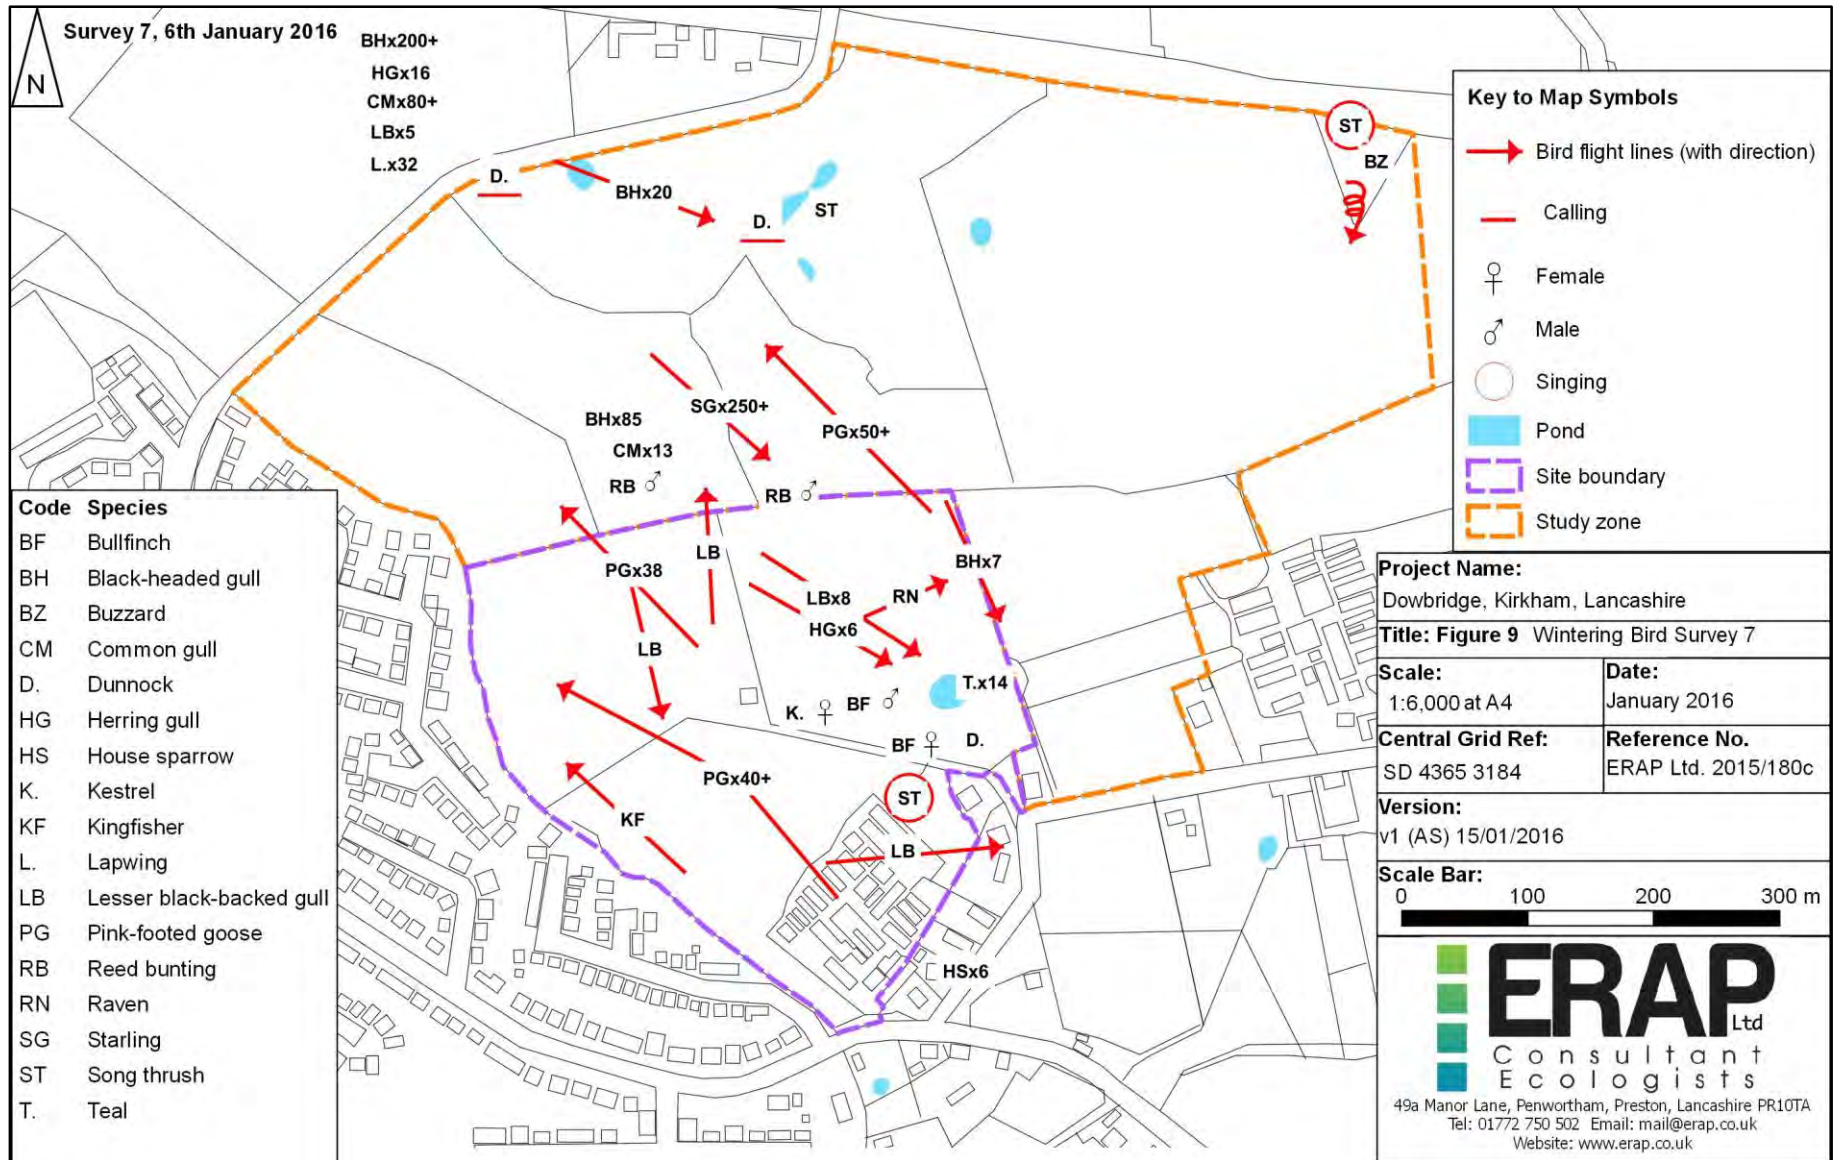 Survey 7, 6th January 2016
N
BHx200+
HGx16
CMx80+
LBx5
L.x32
D.
BHx20
D.
ST
ST
BZ
SGx250+
PGx50+
BHx85
CMx13
RB ♂
RB ♂
PGx38
LB
LB
LBx8
HGx6
RN
BHx7
T.x14
K. ♀
BF ♂
BF ♀
D.
PGx40+
ST
KF
LB
HSx6
Code Species
BF Bullfinch
BH Black-headed gull
BZ Buzzard
CM Common gull
D. Dunnock
HG Herring gull
HS House sparrow
K. Kestrel
KF Kingfisher
L. Lapwing
LB Lesser black-backed gull
PG Pink-footed goose
RB Reed bunting
RN Raven
SG Starling
ST Song thrush
T. Teal
Key to Map Symbols
Bird flight lines (with direction)
Calling
♀ Female
♂ Male
Singing
Pond
Site boundary
Study zone
Project Name:
Dowbridge, Kirkham, Lancashire
Title: Figure 9 Wintering Bird Survey 7
Scale:
1:6,000 at A4
Date:
January 2016
Central Grid Ref:
SD 4365 3184
Reference No.
ERAP Ltd. 2015/180c
Version:
v1 (AS) 15/01/2016
Scale Bar:
0 100 200 300 m
ERAP Ltd
Consultant
Ecologists
49a Manor Lane, Penwortham, Preston, Lancashire PR10TA
Tel: 01772 750 502 Email: mail@erap.co.uk
Website: www.erap.co.uk